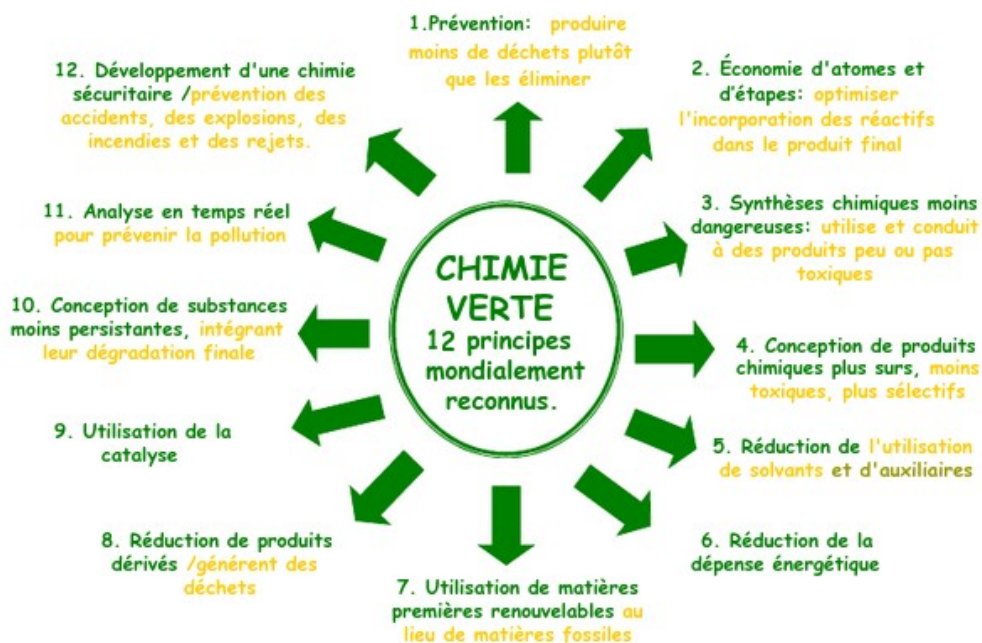 CHIMIE
VERTE
12 principes
mondialement
reconnus.
1.Prévention: produire
moins de déchets plutôt
que les éliminer
2. Économie d'atomes et
d'étapes: optimiser
l'incorporation des réactifs
dans le produit final
3. Synthèses chimiques moins
dangereuses: utilise et conduit
à des produits peu ou pas
toxiques
4. Conception de produits
chimiques plus surs, moins
toxiques, plus sélectifs
5. Réduction de l'utilisation
de solvants et d'auxiliaires
6. Réduction de la
dépense énergétique
7. Utilisation de matières
premières renouvelables au
lieu de matières fossiles
8. Réduction de produits
dérivés /génèrent des
déchets
9. Utilisation de la
catalyse
10. Conception de substances
moins persistantes, intégrant
leur dégradation finale
11. Analyse en temps réel
pour prévenir la pollution
12. Développement d'une chimie
sécuritaire /prévention des
accidents, des explosions, des
incendies et des rejets.